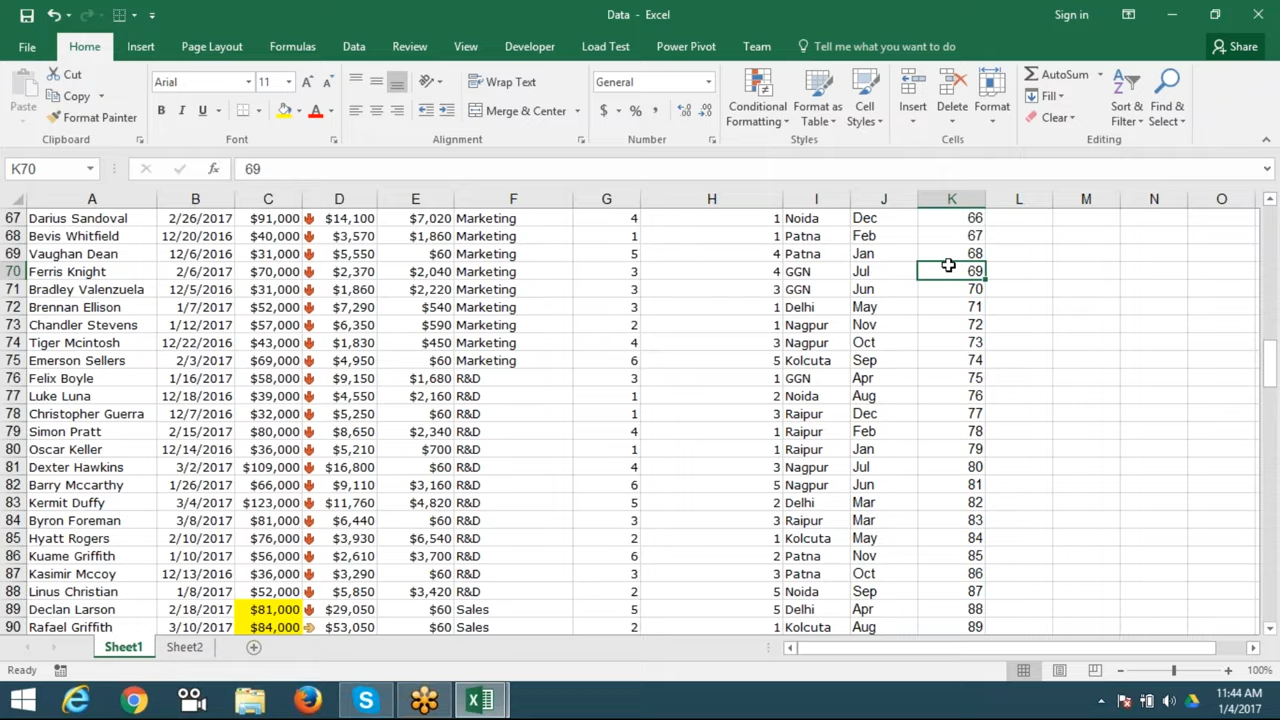 Data - Excel
Sign in
File Home Insert Page Layout Formulas Data Review View Developer Load Test Power Pivot Team Tell me what you want to do Share
Paste
Cut
Copy
Format Painter
Clipboard
Arial 11
B I U
Font
Wrap Text
Merge & Center
Alignment
General
$ % ,
Number
Conditional Formatting
Format as Table
Cell Styles
Styles
Insert
Delete
Format
Cells
AutoSum
Fill
Clear
Sort & Filter
Find & Select
Editing
K70 fx 69
A B C D E F G H I J K L M N O
67 Darius Sandoval 2/26/2017 $91,000 $14,100 $7,020 Marketing 4 1 Noida Dec 66
68 Bevis Whitfield 12/20/2016 $40,000 $3,570 $1,860 Marketing 1 1 Patna Feb 67
69 Vaughan Dean 12/6/2016 $31,000 $5,550 $60 Marketing 5 4 Patna Jan 68
70 Ferris Knight 2/6/2017 $70,000 $2,370 $2,040 Marketing 3 4 GGN Jul 69
71 Bradley Valenzuela 12/5/2016 $31,000 $1,860 $2,220 Marketing 3 3 GGN Jun 70
72 Brennan Ellison 1/7/2017 $52,000 $7,290 $540 Marketing 3 1 Delhi May 71
73 Chandler Stevens 1/12/2017 $57,000 $6,350 $590 Marketing 2 1 Nagpur Nov 72
74 Tiger Mcintosh 12/22/2016 $43,000 $1,830 $450 Marketing 4 3 Nagpur Oct 73
75 Emerson Sellers 2/3/2017 $69,000 $4,950 $60 Marketing 6 5 Kolcuta Sep 74
76 Felix Boyle 1/16/2017 $58,000 $9,150 $1,680 R&D 3 1 GGN Apr 75
77 Luke Luna 12/18/2016 $39,000 $4,550 $2,160 R&D 1 2 Nagpur Aug 76
78 Christopher Guerra 12/7/2016 $32,000 $5,250 $60 R&D 1 3 Raipur Dec 77
79 Simon Pratt 2/15/2017 $80,000 $8,650 $2,340 R&D 4 1 Raipur Feb 78
80 Oscar Keller 12/14/2016 $36,000 $5,210 $700 R&D 1 1 Raipur Jan 79
81 Dexter Hawkins 3/2/2017 $109,000 $16,800 $60 R&D 4 3 Nagpur Jul 80
82 Barry Mccarthy 1/26/2017 $66,000 $9,110 $3,160 R&D 6 5 Nagpur Jun 81
83 Kermit Duffy 3/4/2017 $123,000 $11,760 $4,820 R&D 5 2 Delhi Mar 82
84 Byron Foreman 3/8/2017 $81,000 $6,440 $60 R&D 3 3 Raipur Mar 83
85 Hyatt Rogers 2/10/2017 $76,000 $3,930 $6,540 R&D 2 1 Kolcuta May 84
86 Kuame Griffith 1/10/2017 $56,000 $2,610 $3,700 R&D 6 2 Patna Nov 85
87 Kasimir Mccoy 12/13/2016 $36,000 $3,290 $60 R&D 3 3 Patna Oct 86
88 Linus Christian 1/8/2017 $52,000 $5,850 $3,420 R&D 2 5 Noida Sep 87
89 Declan Larson 2/18/2017 $81,000 $29,050 $60 Sales 5 5 Delhi Apr 88
90 Rafael Griffith 3/10/2017 $84,000 $53,050 $60 Sales 2 1 Kolcuta Aug 89
Sheet1 Sheet2
Ready 100%
11:44 AM
1/4/2017